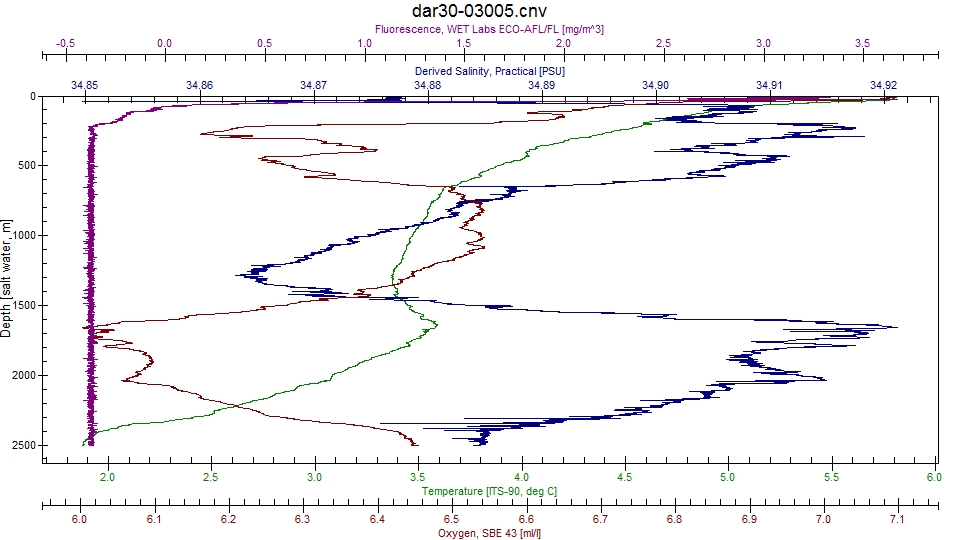 dar30-03005.cnv
Fluorescence, WET Labs ECO-AFL/FL [mg/m^3]
-0.5 0.0 0.5 1.0 1.5 2.0 2.5 3.0 3.5
Derived Salinity, Practical [PSU]
34.85 34.86 34.87 34.88 34.89 34.90 34.91 34.92
0
500
1000
1500
2000
2500
Depth [salt water, m]
2.0 2.5 3.0 3.5 4.0 4.5 5.0 5.5 6.0
Temperature [ITS-90, deg C]
6.0 6.1 6.2 6.3 6.4 6.5 6.6 6.7 6.8 6.9 7.0 7.1
Oxygen, SBE 43 [ml/l]